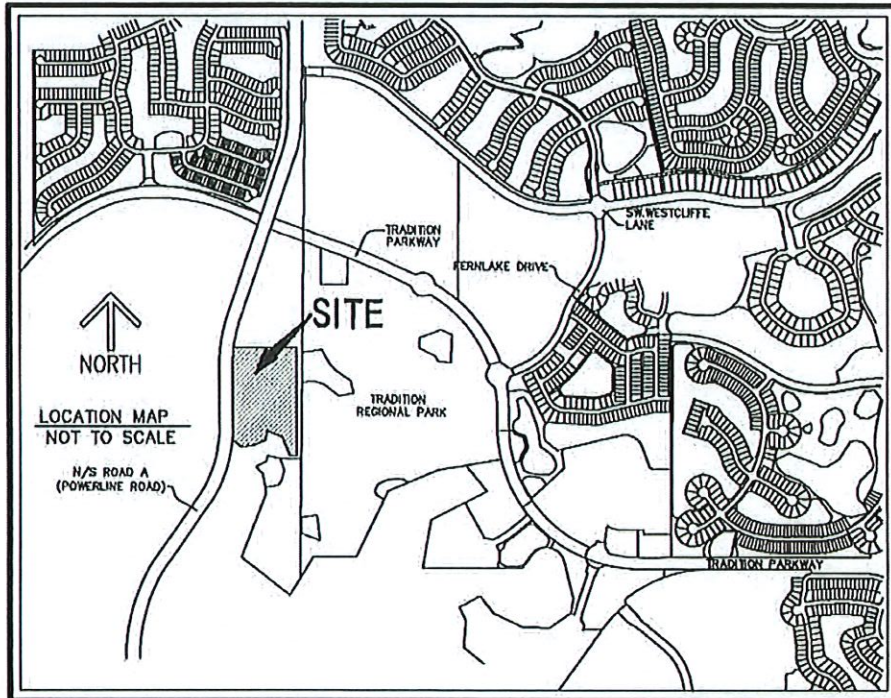 SW. WESTCLIFFE
LANE
TRADITION
PARKWAY
FERNLAKE DRIVE
SITE
NORTH
TRADITION
REGIONAL PARK
LOCATION MAP
NOT TO SCALE
N/S ROAD A
(POWERLINE ROAD)
TRADITION PARKWAY